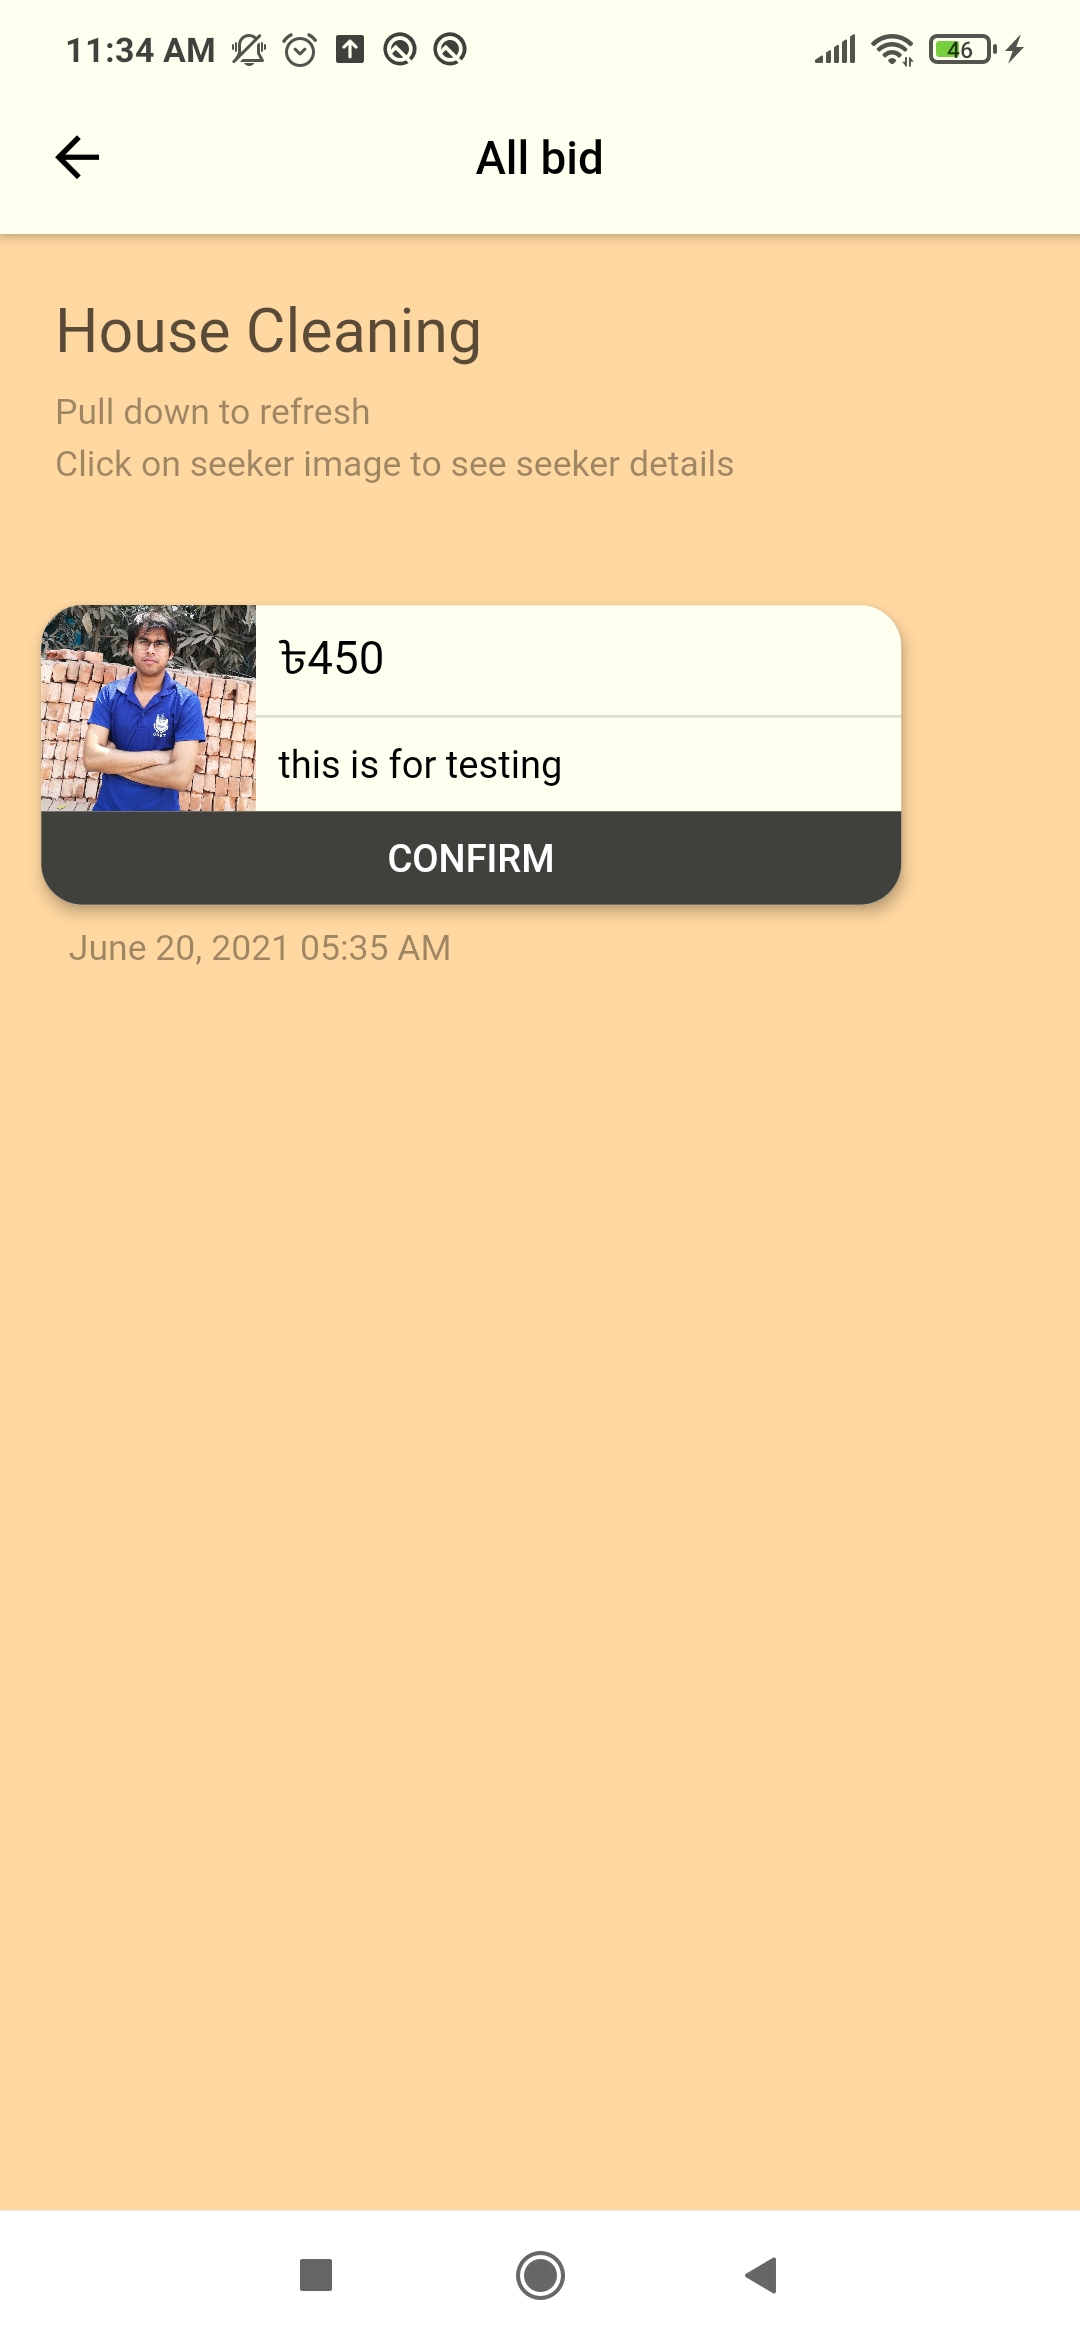 11:34 AM
46
All bid
House Cleaning
Pull down to refresh
Click on seeker image to see seeker details
৳450
this is for testing
CONFIRM
June 20, 2021 05:35 AM